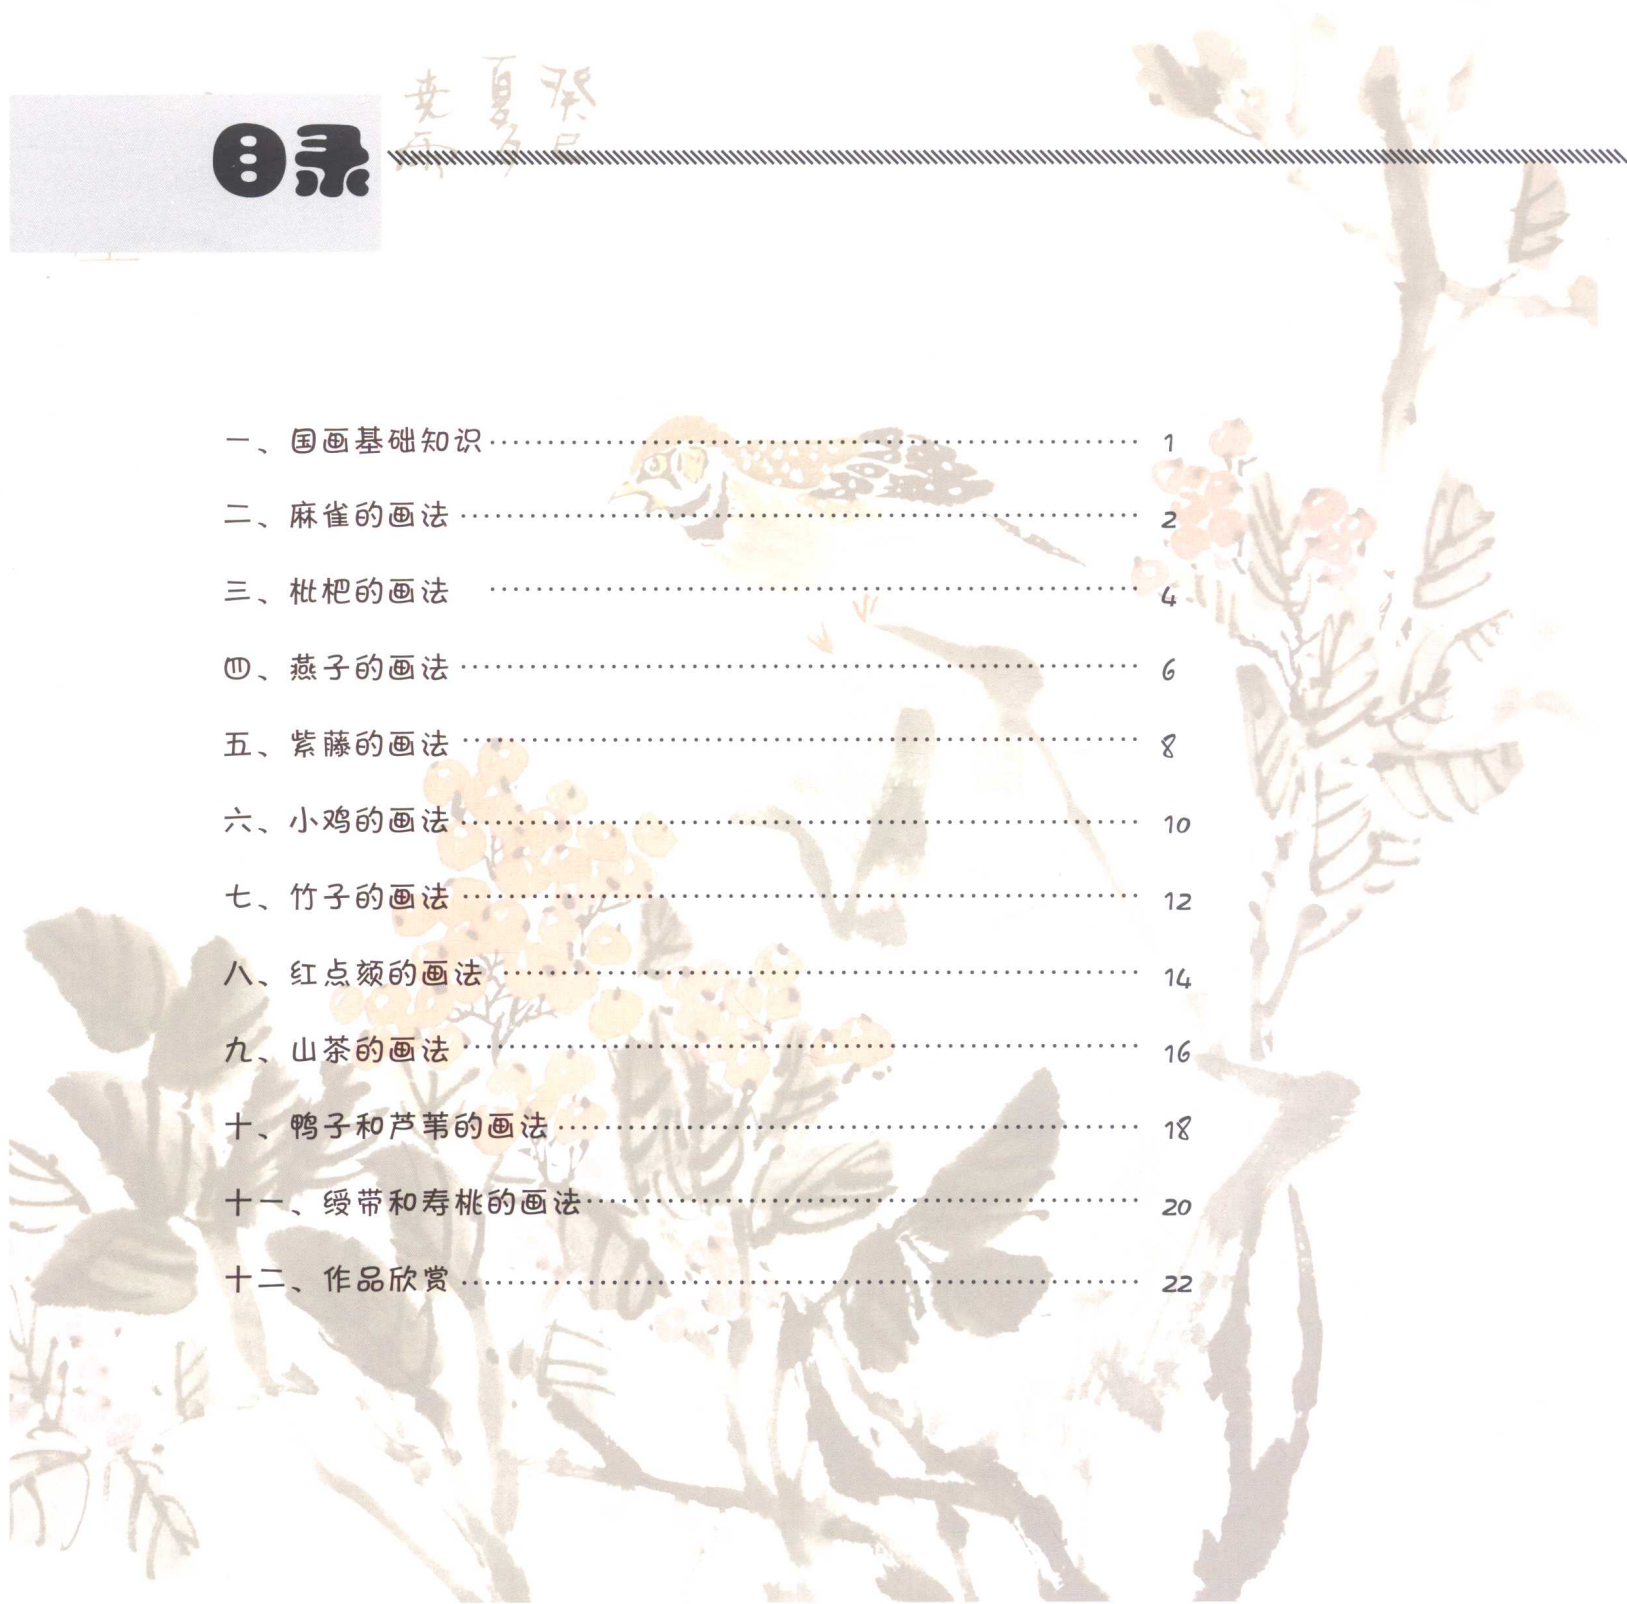 目录
癸巳
夏月
尧
一、国画基础知识 1
二、麻雀的画法 2
三、枇杷的画法 4
四、燕子的画法 6
五、紫藤的画法 8
六、小鸡的画法 10
七、竹子的画法 12
八、红点颏的画法 14
九、山茶的画法 16
十、鸭子和芦苇的画法 18
十一、绶带和寿桃的画法 20
十二、作品欣赏 22